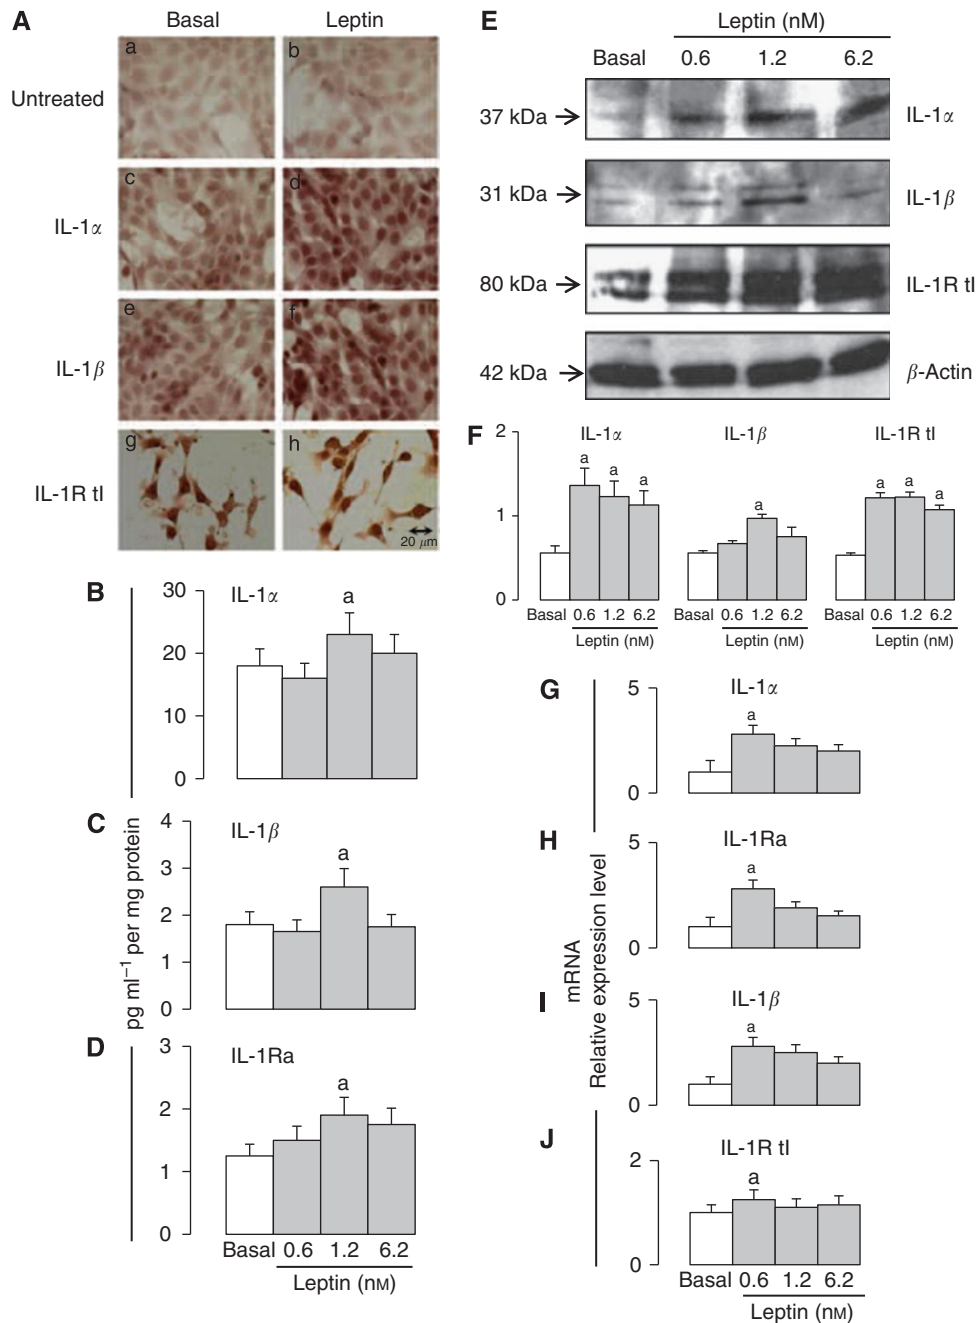 A
Basal Leptin
Untreated
a b
IL-1α
c d
IL-1β
e f
IL-1R tl
g h
20 μm
E
Leptin (nM)
Basal 0.6 1.2 6.2
37 kDa IL-1α
31 kDa IL-1β
80 kDa IL-1R tl
42 kDa β-Actin
F
IL-1α IL-1β IL-1R tl
2
1
0
a a a
a
a a a
Basal 0.6 1.2 6.2 Basal 0.6 1.2 6.2 Basal 0.6 1.2 6.2
Leptin (nM) Leptin (nM) Leptin (nM)
pg ml⁻¹ per mg protein
B
IL-1α
30
20
10
0
a
C
IL-1β
4
3
2
1
0
a
D
IL-1Ra
3
2
1
0
a
Basal 0.6 1.2 6.2
Leptin (nM)
mRNA
Relative expression level
G
IL-1α
5
0
a
H
IL-1Ra
5
0
a
I
IL-1β
5
0
a
J
IL-1R tl
2
0
a
Basal 0.6 1.2 6.2
Leptin (nM)